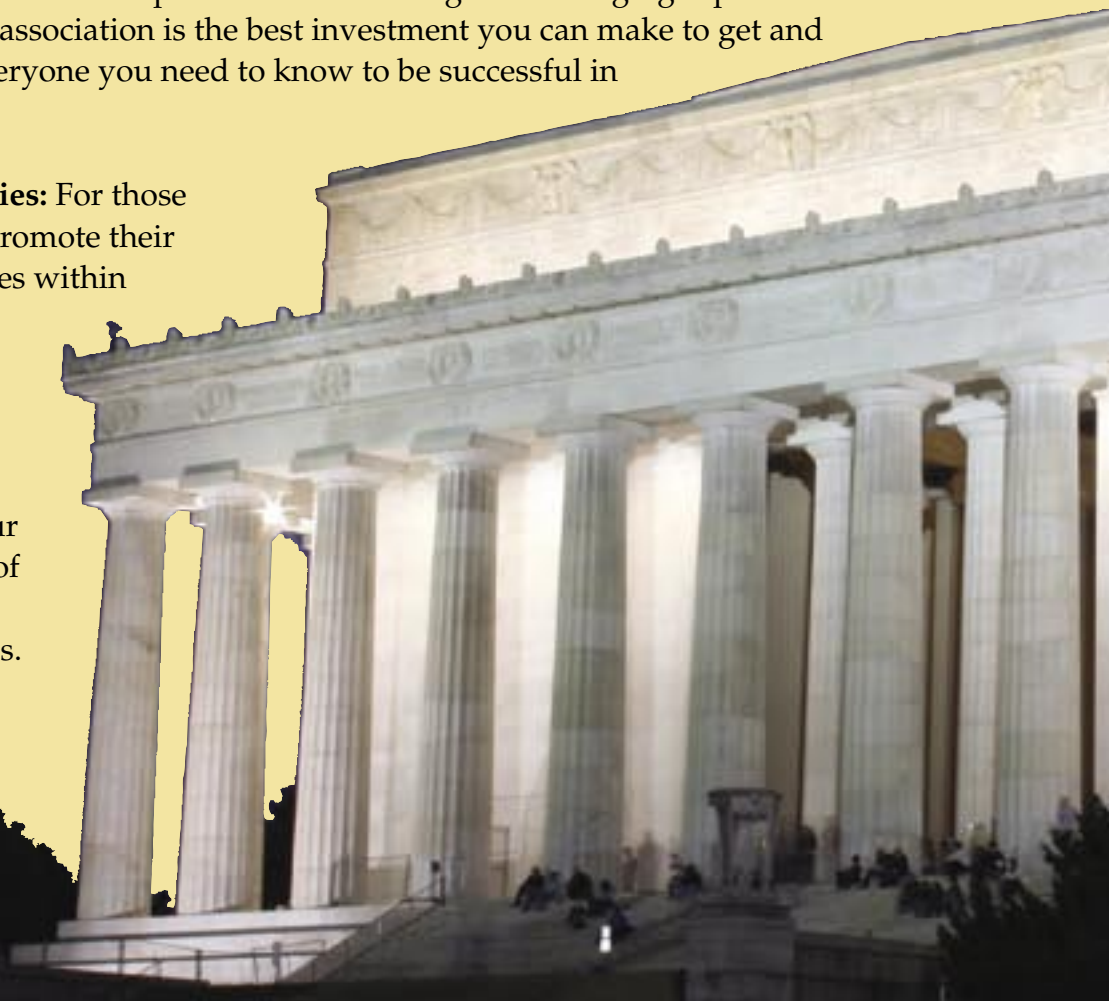 association is the best investment you can make to get and
eryone you need to know to be successful in
ies: For those
romote their
es within
ur
of
s.